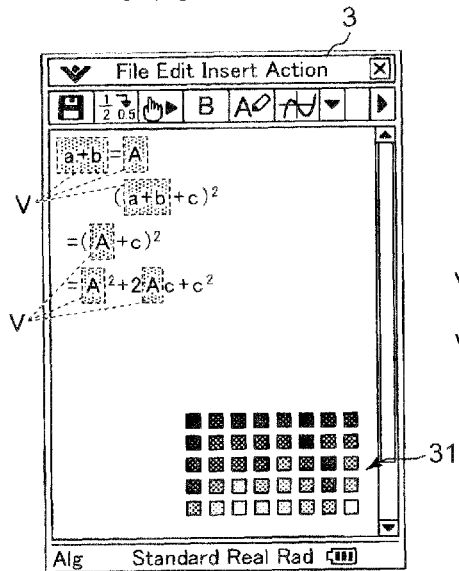 3
File Edit Insert Action
1/2 0.5 B A
a+b=A
V (a+b+c)²
=(A+c)²
=A²+2Ac+c²
V
31
Alg Standard Real Rad